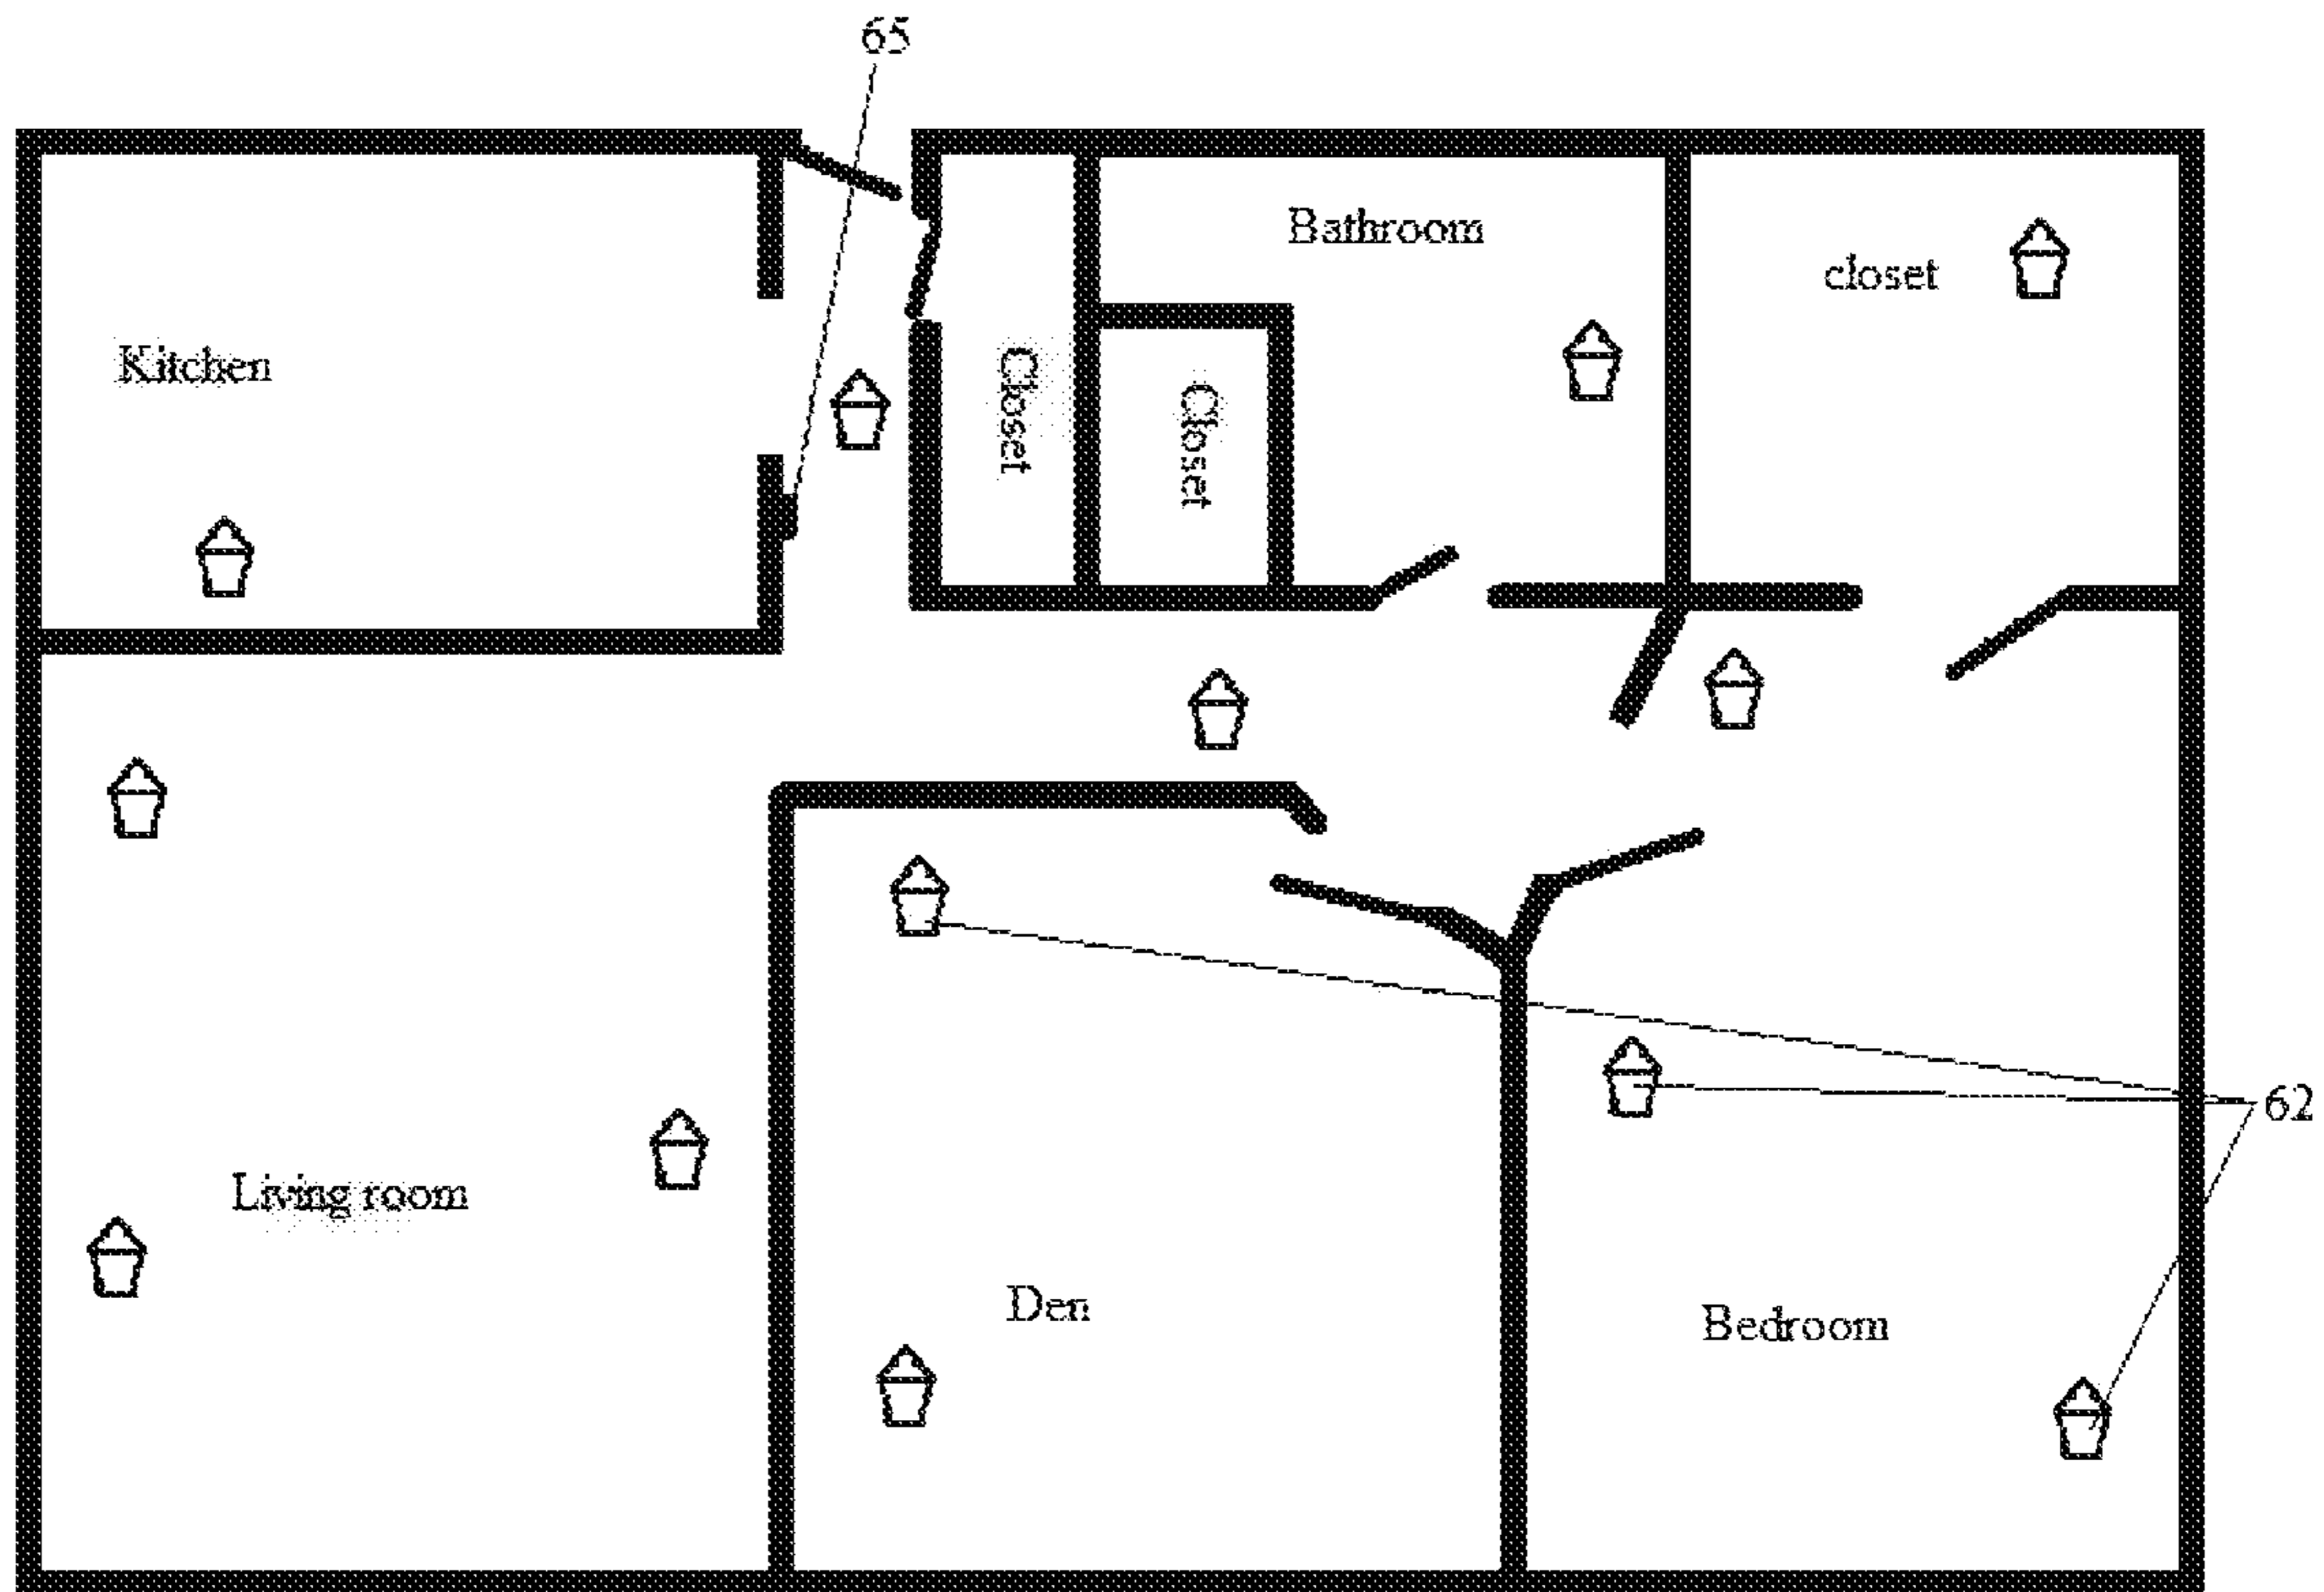 65
Bathroom
closet
Kitchen
Closet
Closet
62
Living room
Den
Bedroom